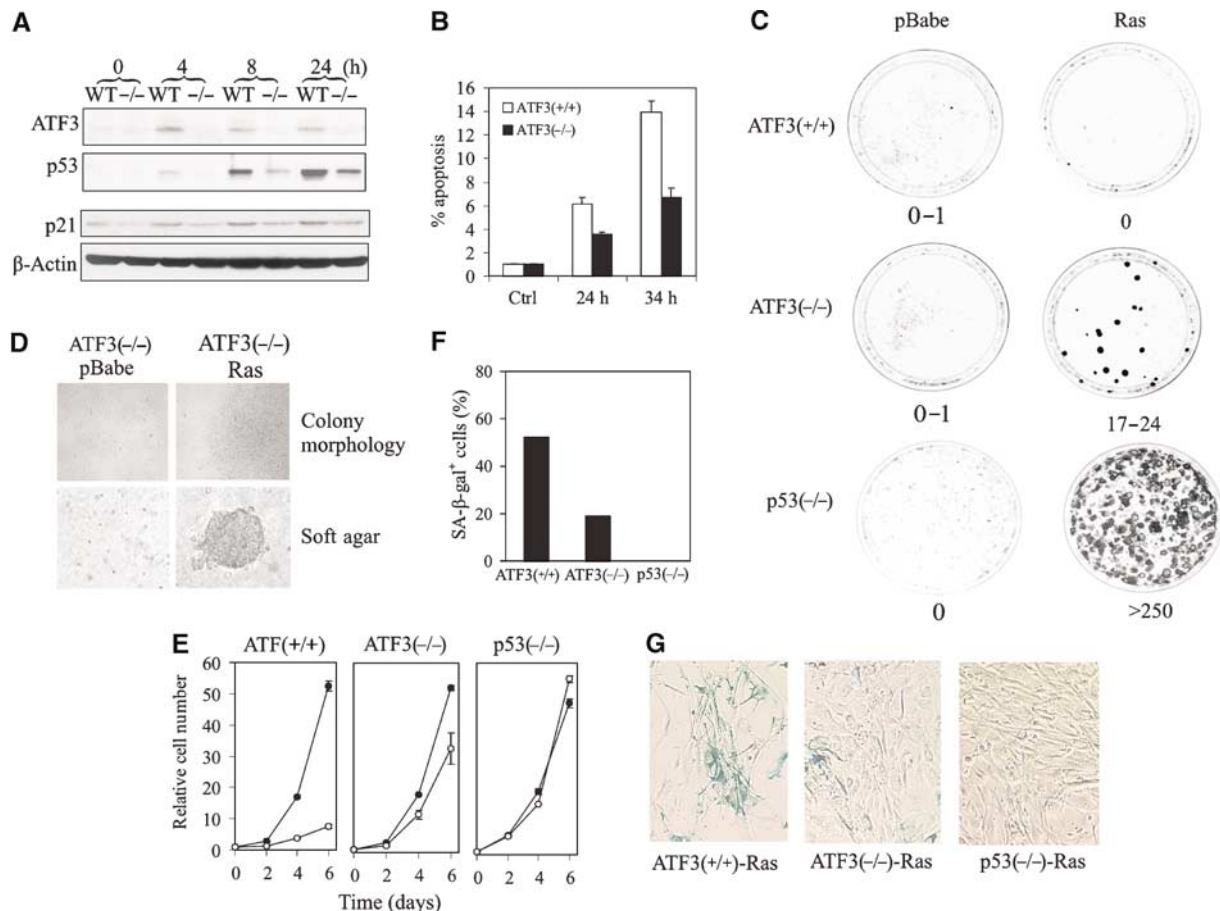 A
0 4 8 24 (h)
WT −/− WT −/− WT −/− WT −/−
ATF3
p53
p21
β-Actin
B
ATF3(+/+)
ATF3(−/−)
% apoptosis
16
14
12
10
8
6
4
2
0
Ctrl 24 h 34 h
C
pBabe Ras
ATF3(+/+)
0−1 0
ATF3(−/−)
0−1 17−24
p53(−/−)
0 >250
D
ATF3(−/−) ATF3(−/−)
pBabe Ras
Colony
morphology
Soft agar
F
SA-β-gal+ cells (%)
80
60
40
20
0
ATF3(+/+) ATF3(−/−) p53(−/−)
E
ATF(+/+) ATF3(−/−) p53(−/−)
Relative cell number
60
50
40
30
20
10
0
0 2 4 6 0 2 4 6 0 2 4 6
Time (days)
G
ATF3(+/+)-Ras ATF3(−/−)-Ras p53(−/−)-Ras